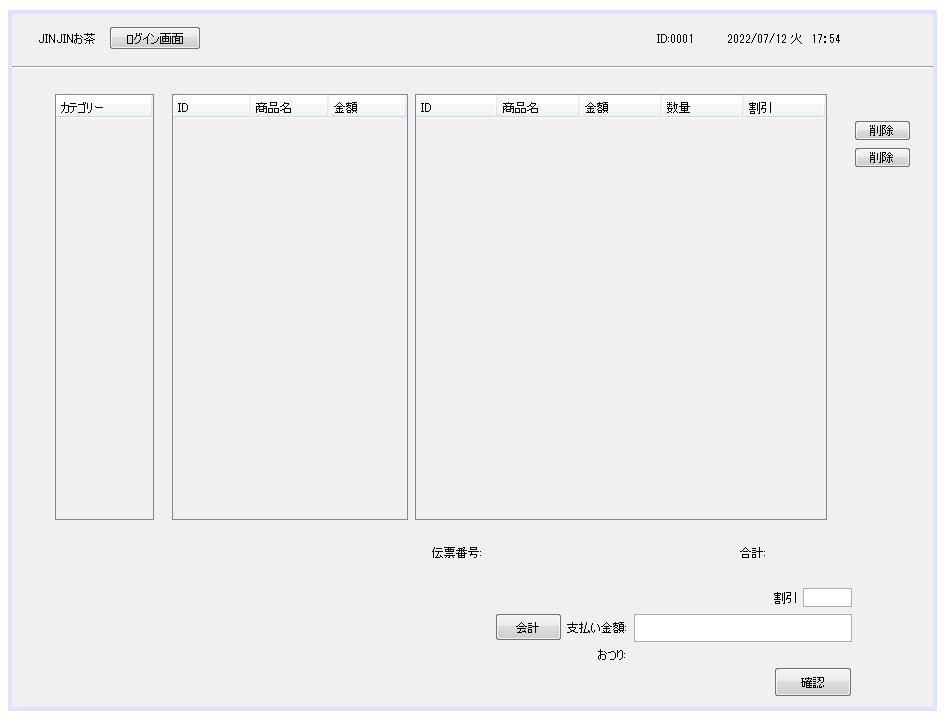 JINJINお茶 ログイン画面 ID:0001 2022/07/12 火 17:54
カテゴリー ID 商品名 金額 ID 商品名 金額 数量 割引
削除
削除
伝票番号: 合計:
割引
会計 支払い金額:
おつり:
確認